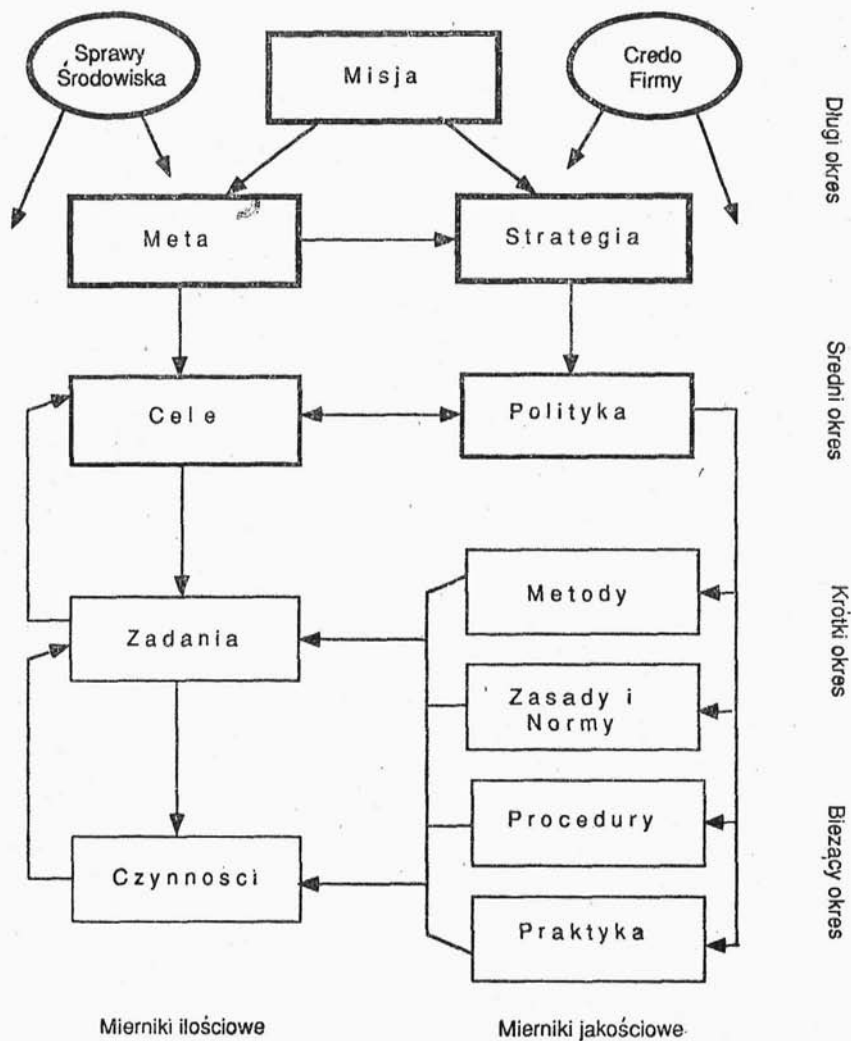 Sprawy
Środowiska
Misja
Credo
Firmy
Długi okres
Meta
Strategia
Średni okres
Cele
Polityka
Krótki okres
Metody
Zadania
Zasady i
Normy
Bieżący okres
Procedury
Czynności
Praktyka
Mierniki ilościowe
Mierniki jakościowe